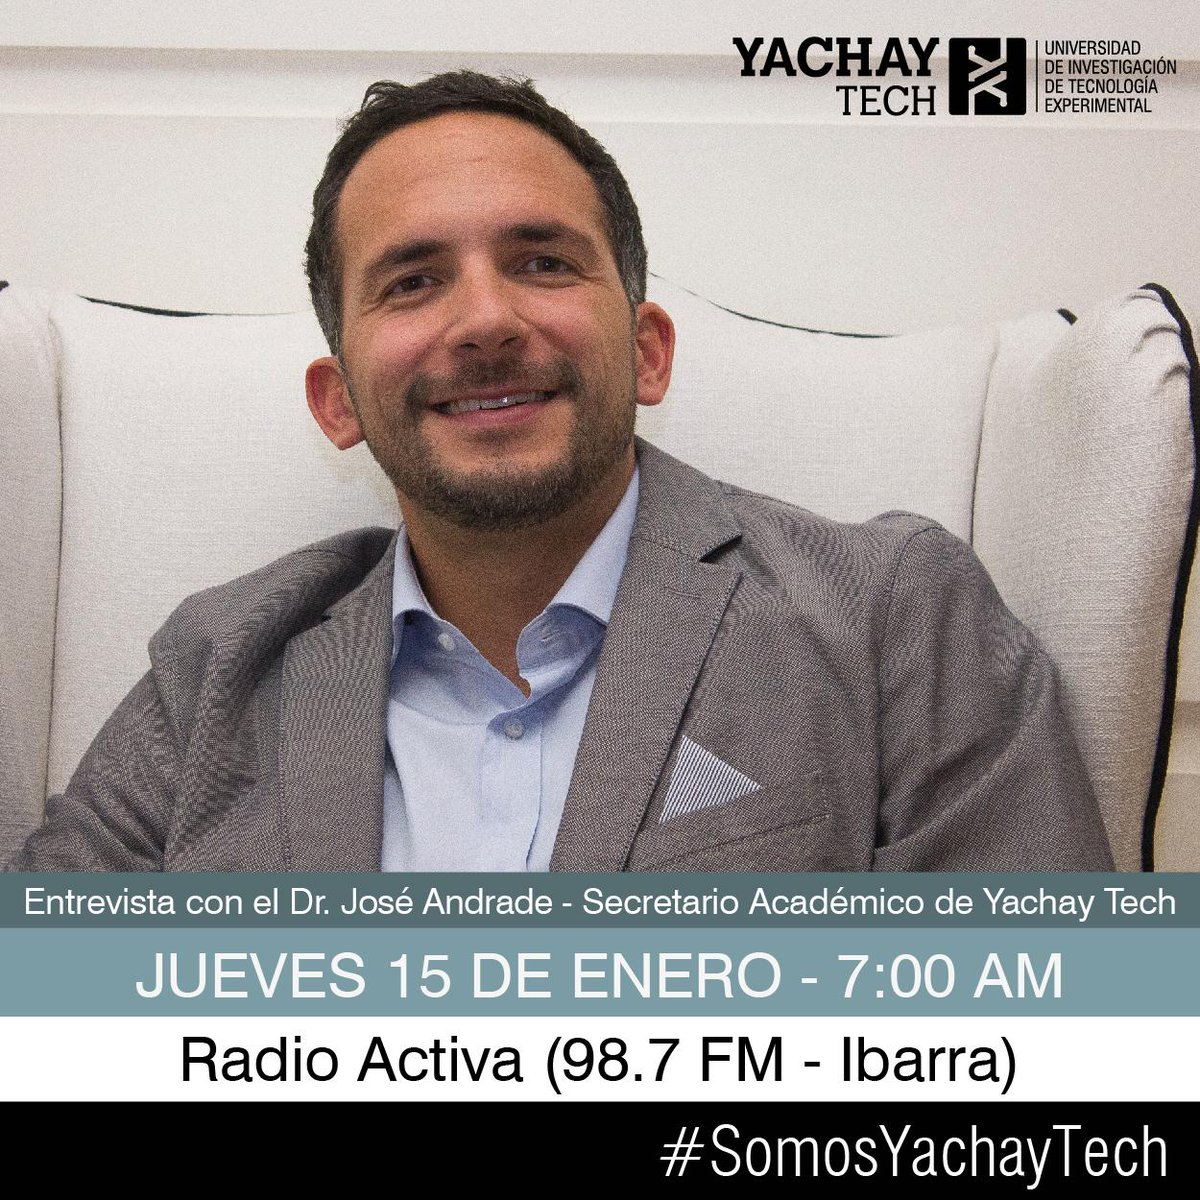 YACHAY
TECH
UNIVERSIDAD
DE INVESTIGACIÓN
DE TECNOLOGÍA
EXPERIMENTAL
Entrevista con el Dr. José Andrade - Secretario Académico de Yachay Tech
JUEVES 15 DE ENERO - 7:00 AM
Radio Activa (98.7 FM - Ibarra)
#SomosYachayTech